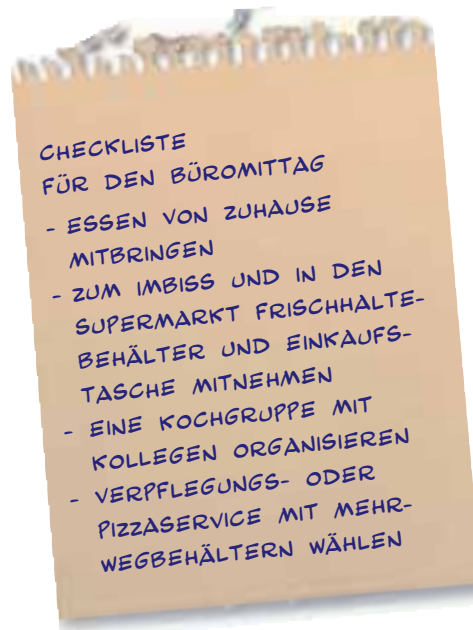 CHECKLISTE
FÜR DEN BÜROMITTAG
- ESSEN VON ZUHAUSE
MITBRINGEN
- ZUM IMBISS UND IN DEN
SUPERMARKT FRISCHHALTE-
BEHÄLTER UND EINKAUFS-
TASCHE MITNEHMEN
- EINE KOCHGRUPPE MIT
KOLLEGEN ORGANISIEREN
- VERPFLEGUNGS- ODER
PIZZASERVICE MIT MEHR-
WEGBEHÄLTERN WÄHLEN